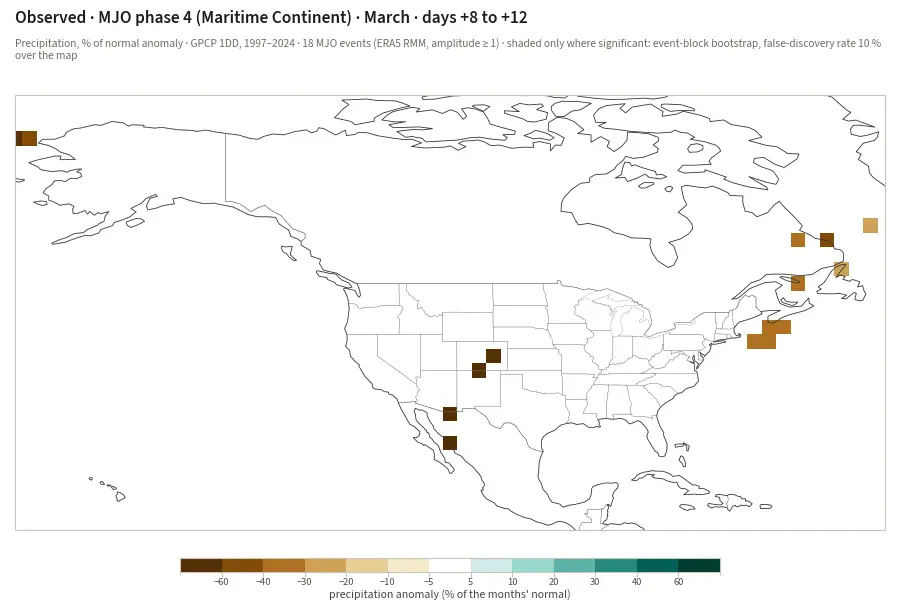 Observed · MJO phase 4 (Maritime Continent) · March · days +8 to +12
Precipitation, % of normal anomaly · GPCP 1DD, 1997–2024 · 18 MJO events (ERA5 RMM, amplitude ≥ 1) · shaded only where significant: event-block bootstrap, false-discovery rate 10 %
over the map
−60 −40 −30 −20 −10 −5 5 10 20 30 40 60
precipitation anomaly (% of the months' normal)